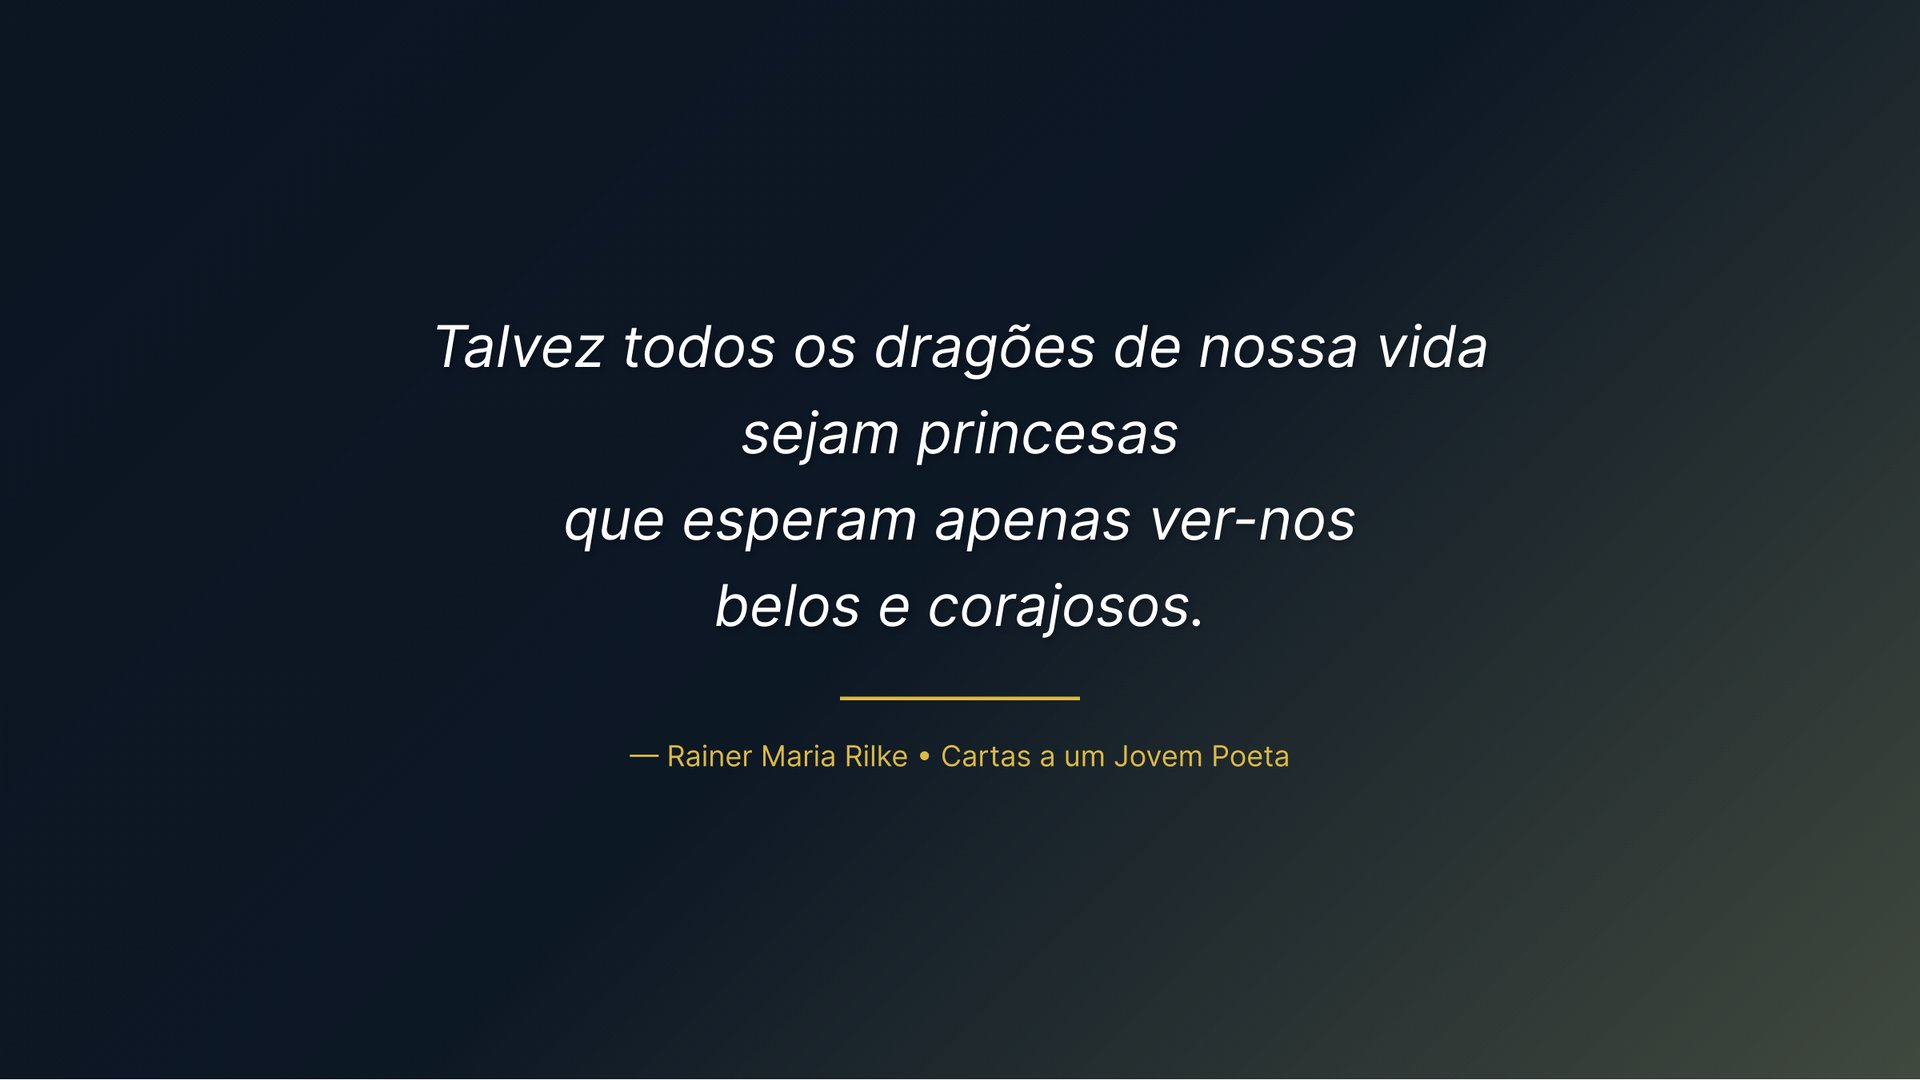 Talvez todos os dragões de nossa vida
sejam princesas
que esperam apenas ver-nos
belos e corajosos.
— Rainer Maria Rilke • Cartas a um Jovem Poeta